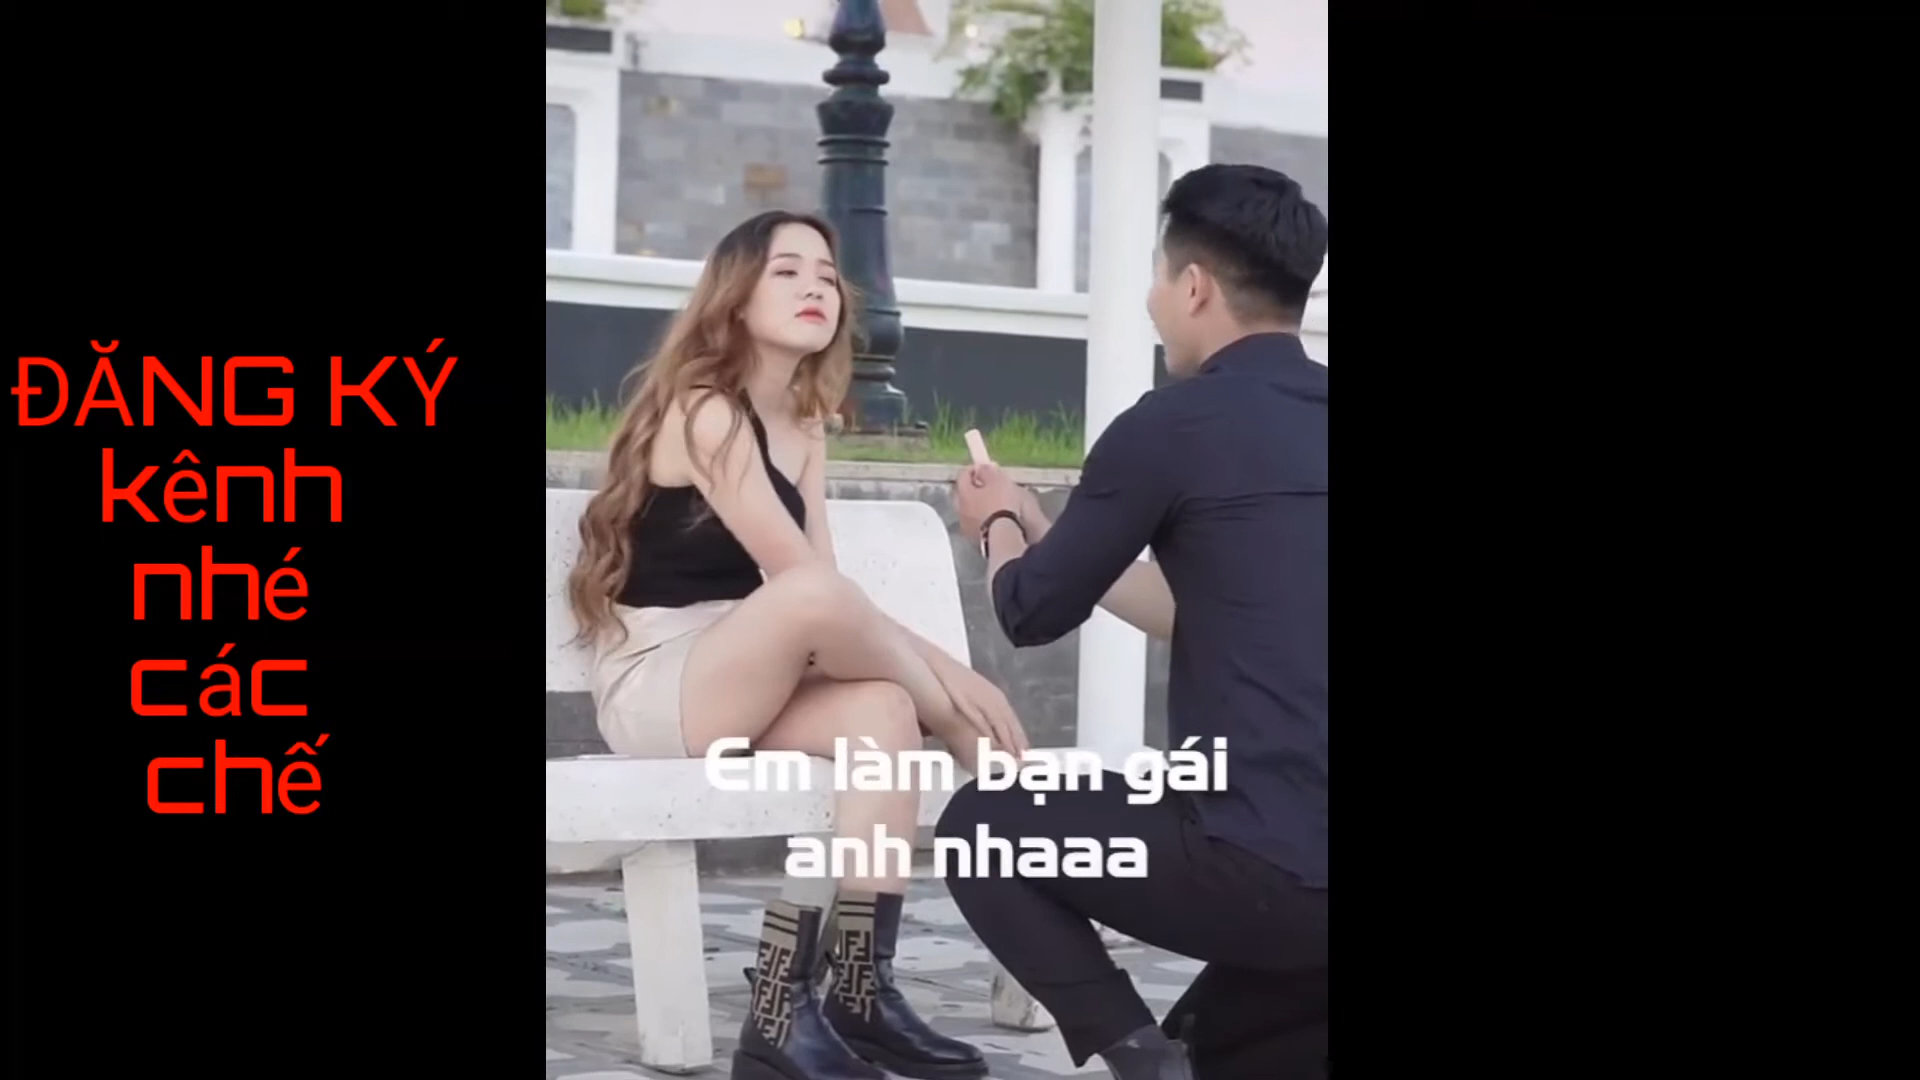 ĐĂNG KÝ
kênh
nhé
các
chế
Em làm bạn gái
anh nhaaa